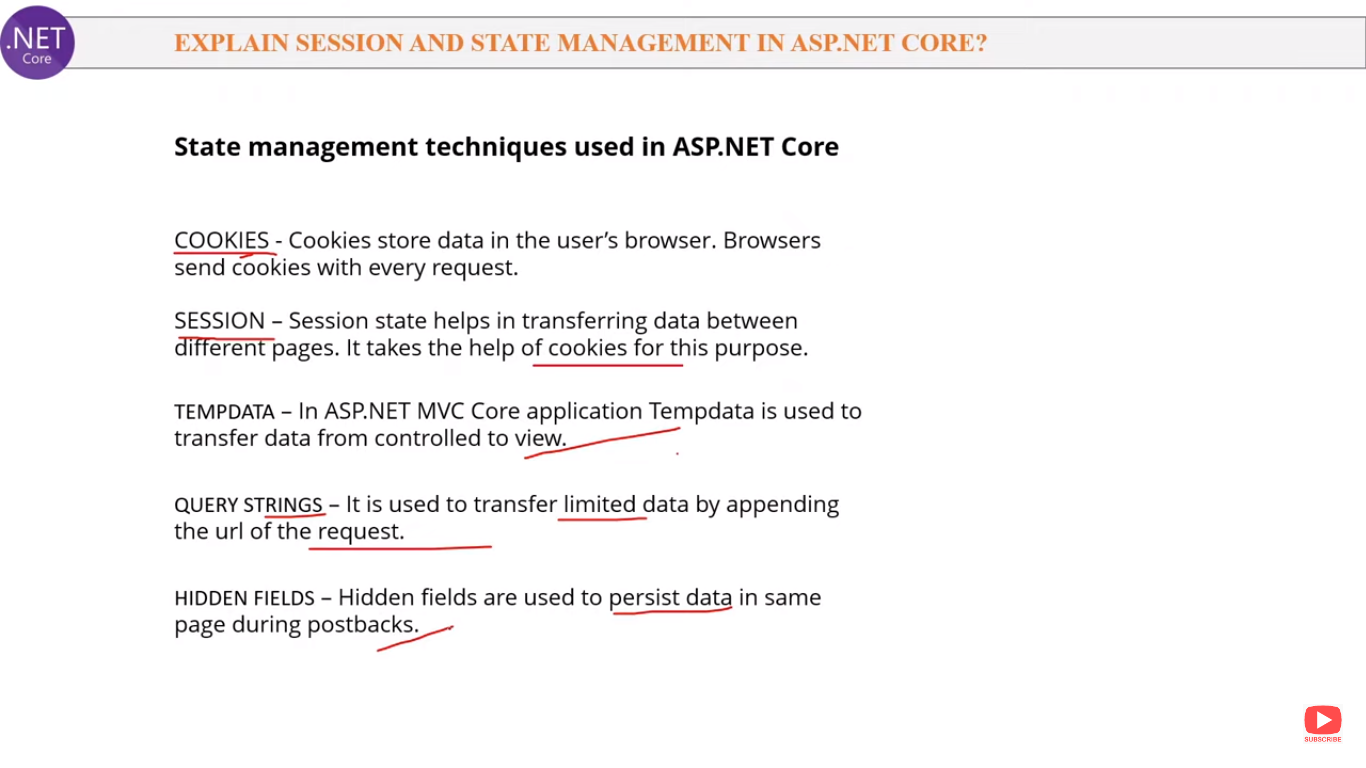 .NET
Core
EXPLAIN SESSION AND STATE MANAGEMENT IN ASP.NET CORE?
State management techniques used in ASP.NET Core
COOKIES - Cookies store data in the user’s browser. Browsers
send cookies with every request.
SESSION – Session state helps in transferring data between
different pages. It takes the help of cookies for this purpose.
TEMPDATA – In ASP.NET MVC Core application Tempdata is used to
transfer data from controlled to view.
QUERY STRINGS – It is used to transfer limited data by appending
the url of the request.
HIDDEN FIELDS – Hidden fields are used to persist data in same
page during postbacks.
SUBSCRIBE